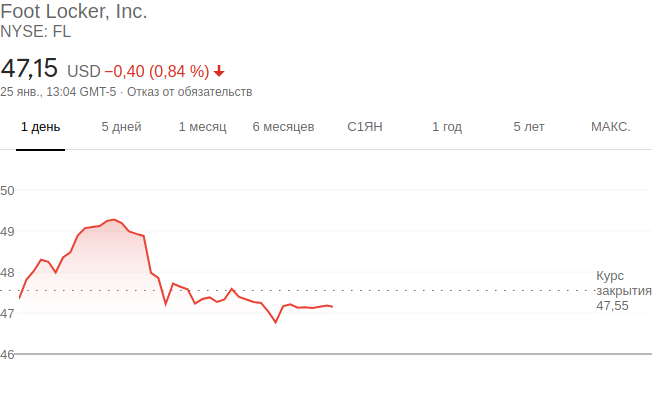 Foot Locker, Inc.
NYSE: FL
47,15 USD −0,40 (0,84 %)
25 янв., 13:04 GMT-5 · Отказ от обязательств
1 день 5 дней 1 месяц 6 месяцев С1ЯН 1 год 5 лет МАКС.
50
49
48
Курс
закрытия
47,55
47
46